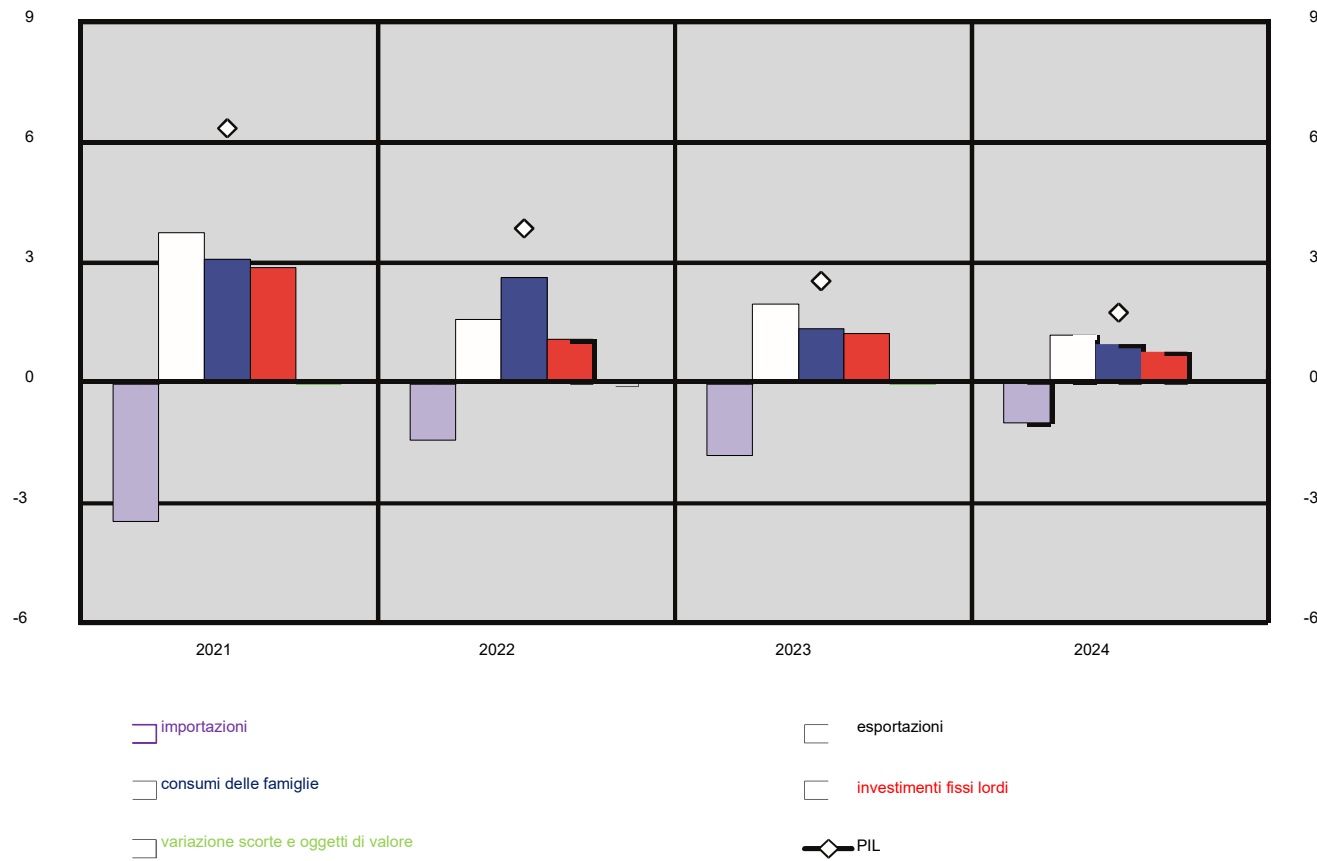 9 9
6 6
3 3
0 0
-3 -3
-6 -6
2021 2022 2023 2024
importazioni esportazioni
consumi delle famiglie investimenti fissi lordi
variazione scorte e oggetti di valore PIL